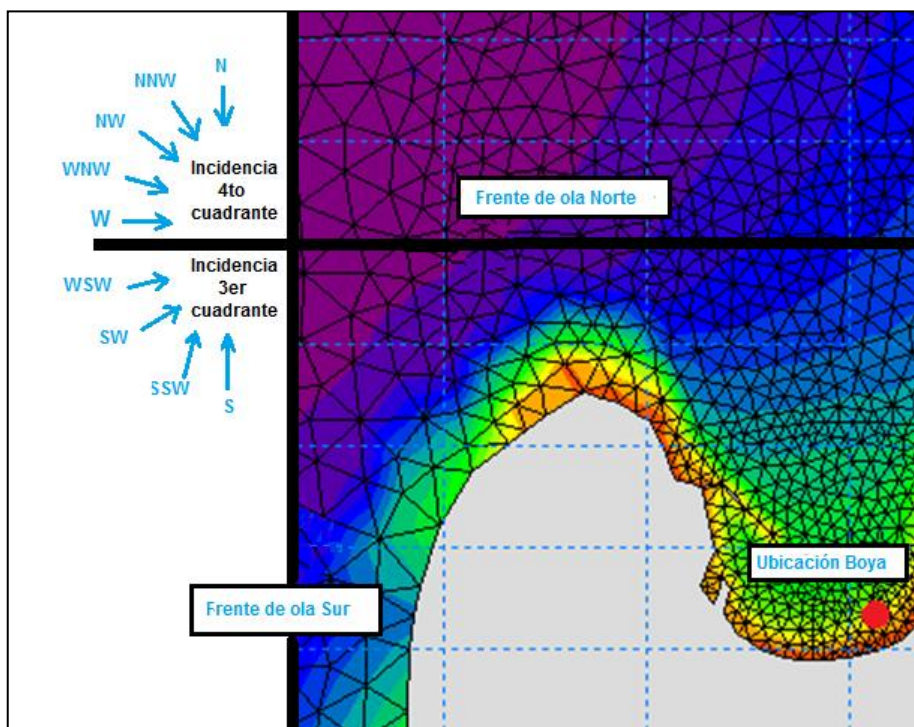 N
NNW
NW
WNW
W
Incidencia
4to
cuadrante
Frente de ola Norte
Incidencia
3er
cuadrante
WSW
SW
SSW
S
Ubicación Boya
Frente de ola Sur